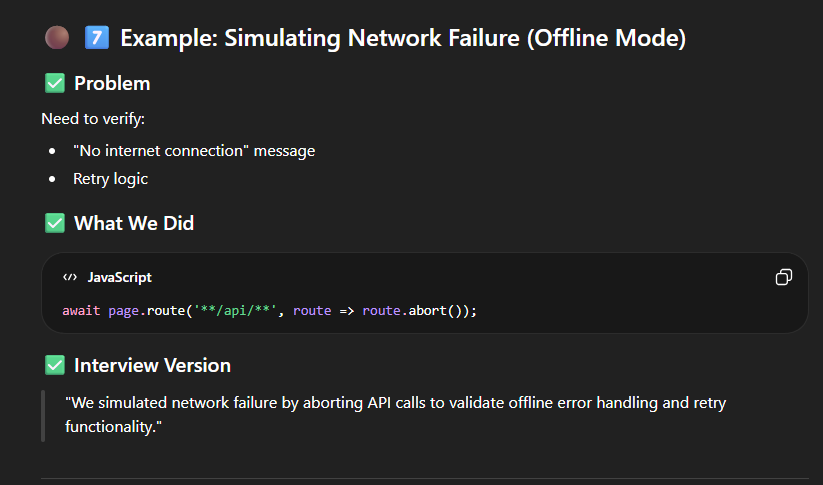 7 Example: Simulating Network Failure (Offline Mode)
Problem
Need to verify:
"No internet connection" message
Retry logic
What We Did
</> JavaScript
await page.route('**/api/**', route => route.abort());
Interview Version
"We simulated network failure by aborting API calls to validate offline error handling and retry
functionality."